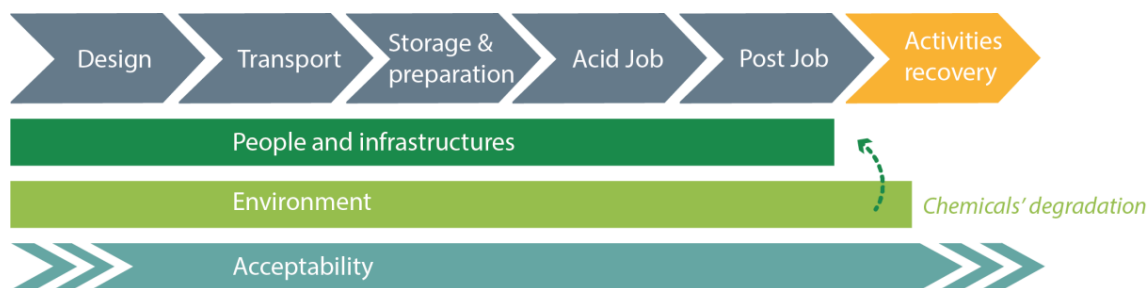 Design
Transport
Storage &
preparation
Acid Job
Post Job
Activities
recovery
People and infrastructures
Environment
Chemicals’ degradation
Acceptability